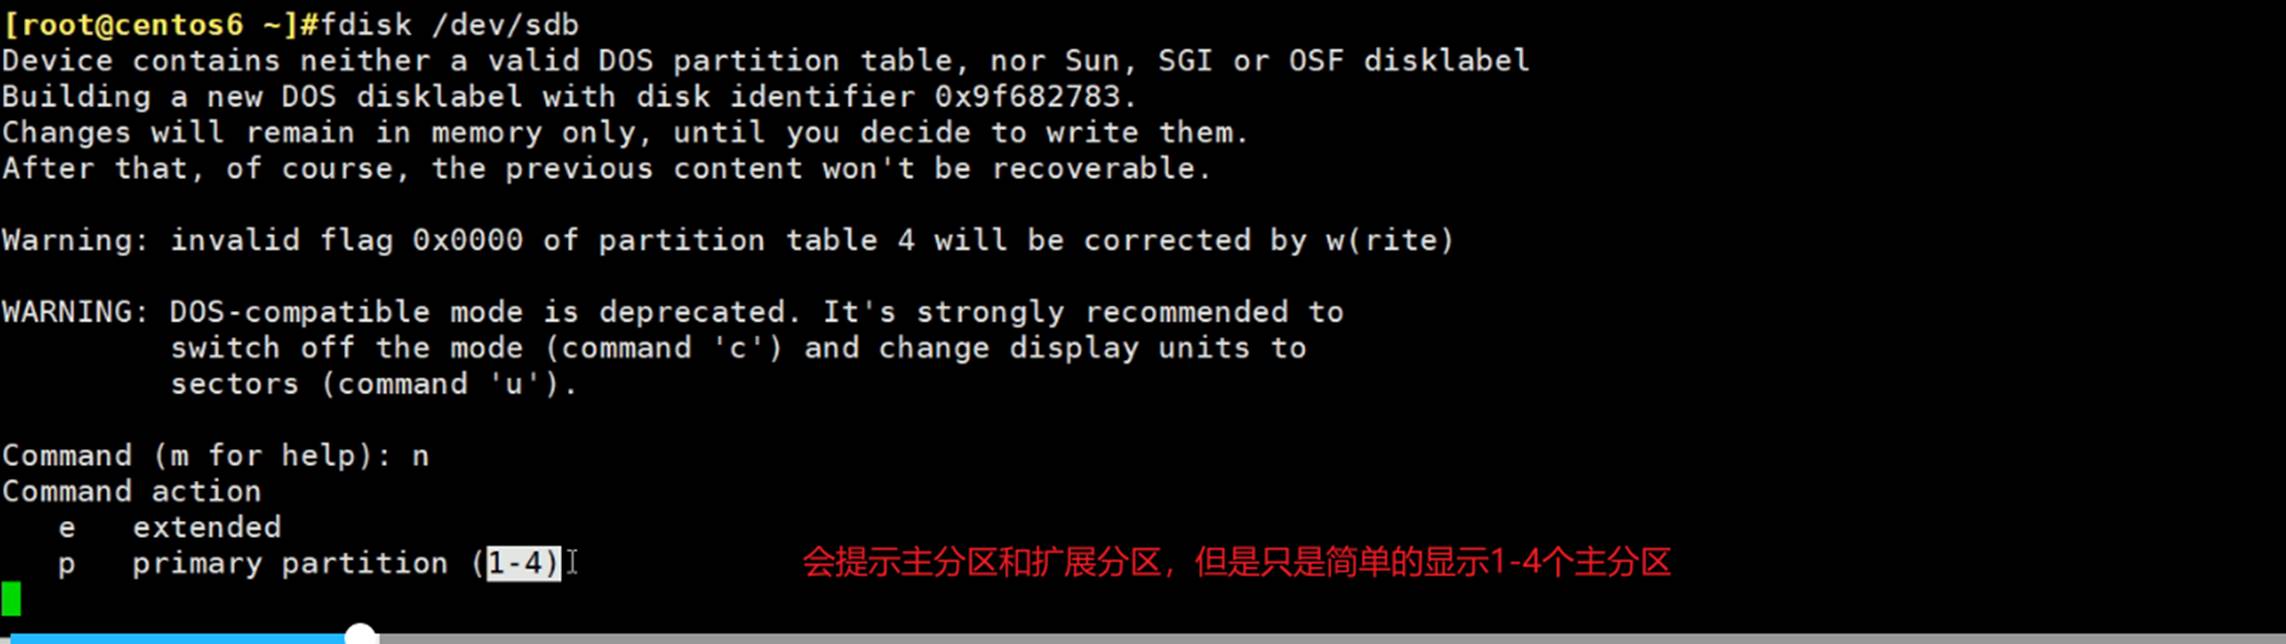 [root@centos6 ~]#fdisk /dev/sdb
Device contains neither a valid DOS partition table, nor Sun, SGI or OSF disklabel
Building a new DOS disklabel with disk identifier 0x9f682783.
Changes will remain in memory only, until you decide to write them.
After that, of course, the previous content won't be recoverable.
Warning: invalid flag 0x0000 of partition table 4 will be corrected by w(rite)
WARNING: DOS-compatible mode is deprecated. It's strongly recommended to
switch off the mode (command 'c') and change display units to
sectors (command 'u').
Command (m for help): n
Command action
e   extended
p   primary partition (1-4) 会提示主分区和扩展分区，但是只是简单的显示1-4个主分区